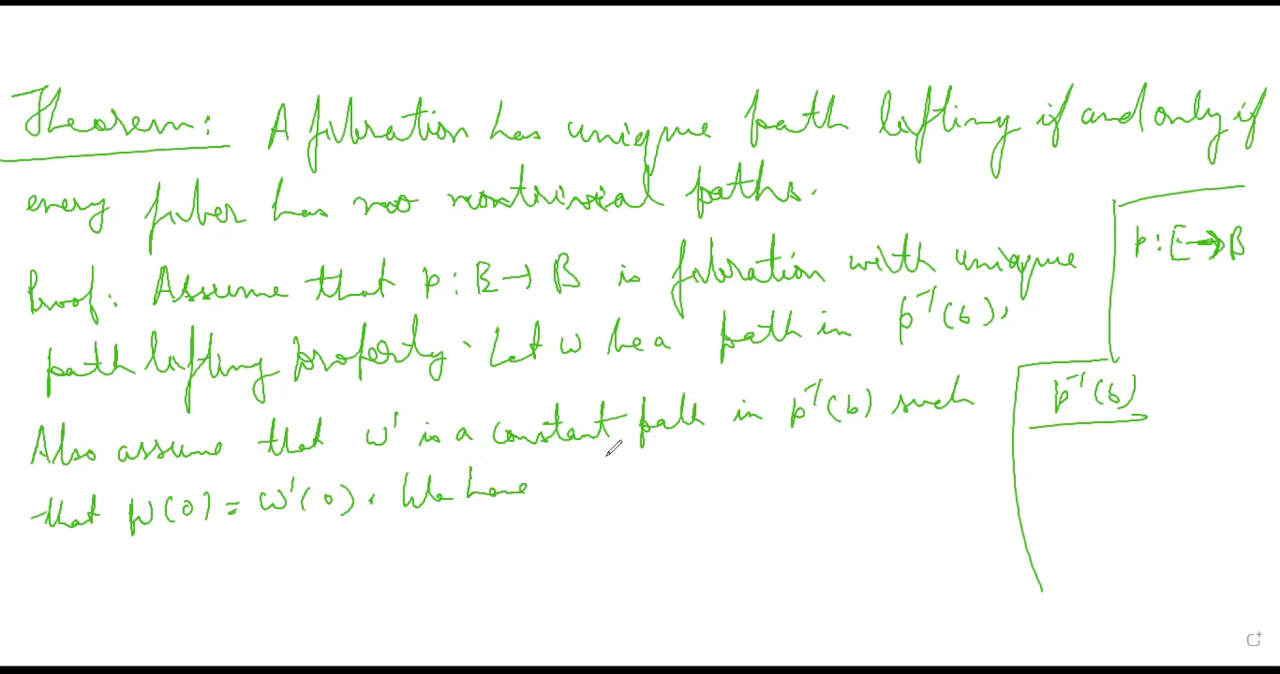 Theorem: A fibration has unique path lifting if and only if
every fiber has no nontrivial paths.
p : E → B
Proof: Assume that p : E → B is fibration with unique
path lifting property. Let ω be a path in p⁻¹(b).
p⁻¹(b)
Also assume that ω' is a constant path in p⁻¹(b) such
that ω(0) = ω'(0). We have